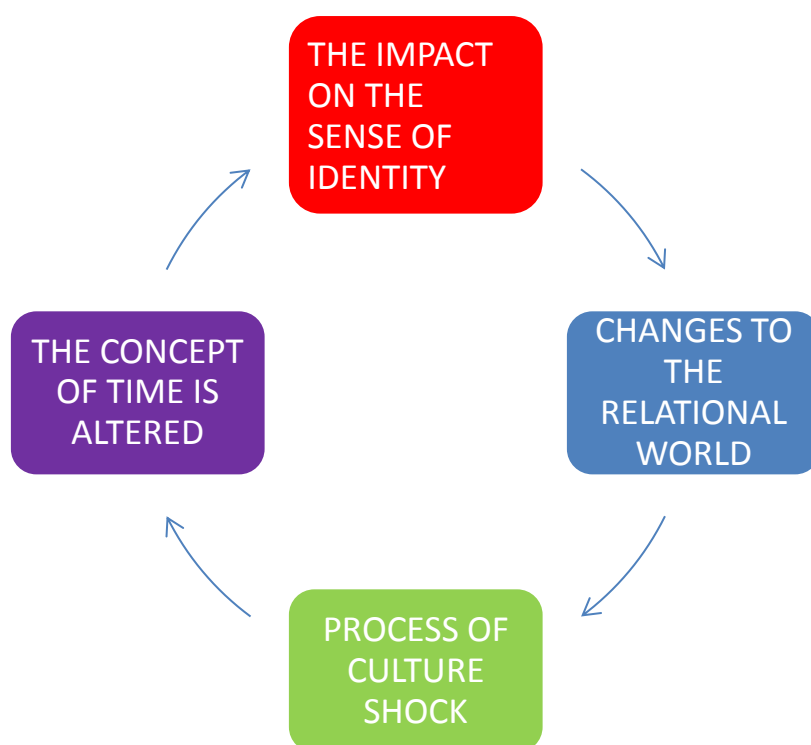 THE IMPACT
ON THE
SENSE OF
IDENTITY
CHANGES TO
THE
RELATIONAL
WORLD
PROCESS OF
CULTURE
SHOCK
THE CONCEPT
OF TIME IS
ALTERED